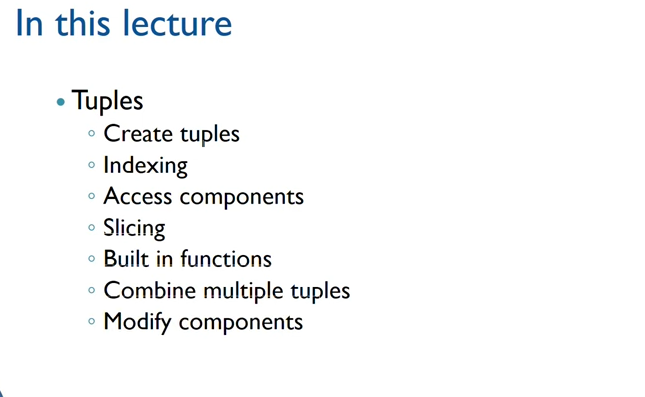 In this lecture
• Tuples
◦ Create tuples
◦ Indexing
◦ Access components
◦ Slicing
◦ Built in functions
◦ Combine multiple tuples
◦ Modify components